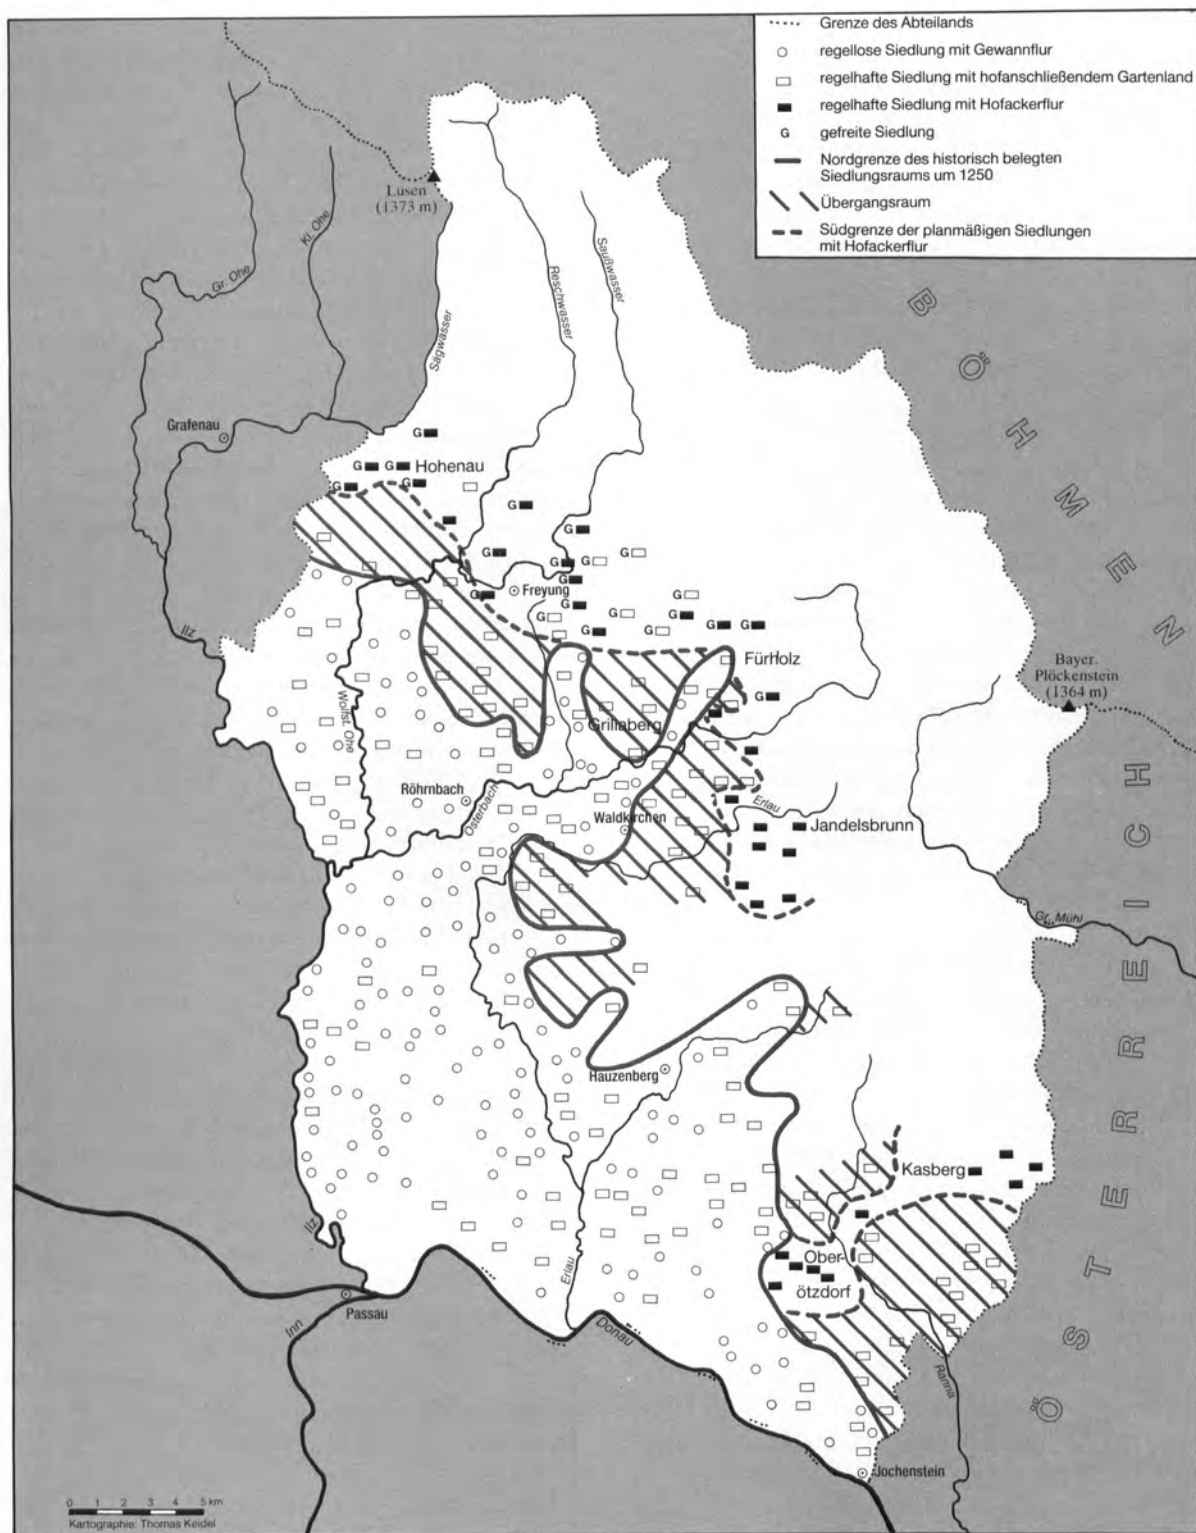 Grenze des Abteilands
regellose Siedlung mit Gewannflur
regelhafte Siedlung mit hofanschließendem Gartenland
regelhafte Siedlung mit Hofackerflur
G gefreite Siedlung
Nordgrenze des historisch belegten
Siedlungsraums um 1250
Übergangsraum
Südgrenze der planmäßigen Siedlungen
mit Hofackerflur
Lusen
(1373 m)
Kl. Ohe
Gr. Ohe
Reschwasser
Saußwasser
Sagwasser
BÖHMEN
Grafenau
G
G G Hohenau
G G
G
G
G G G G
G
G Freyung
G G
G G G
G G G G
Ilz
Fürholz
G
Bayer.
Plöckenstein
(1364 m)
Wolfst. Ohe
Grillaberg
Röhrnbach
Osterbach
Waldkirchen
Erlau
Jandelsbrunn
Gr. Mühl
ÖSTERREICH
Hauzenberg
Kasberg
Ilz
Ober-
ötzdorf
Erlau
Passau
Inn
Donau
Ranna
Jochenstein
0 1 2 3 4 5 km
Kartographie: Thomas Keidel